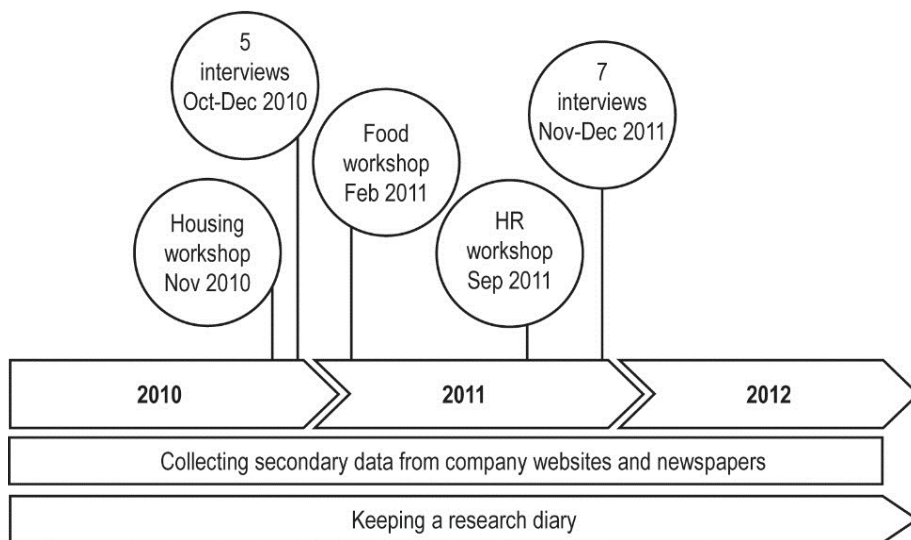 5
interviews
Oct-Dec 2010
7
interviews
Nov-Dec 2011
Food
workshop
Feb 2011
Housing
workshop
Nov 2010
HR
workshop
Sep 2011
2010
2011
2012
Collecting secondary data from company websites and newspapers
Keeping a research diary